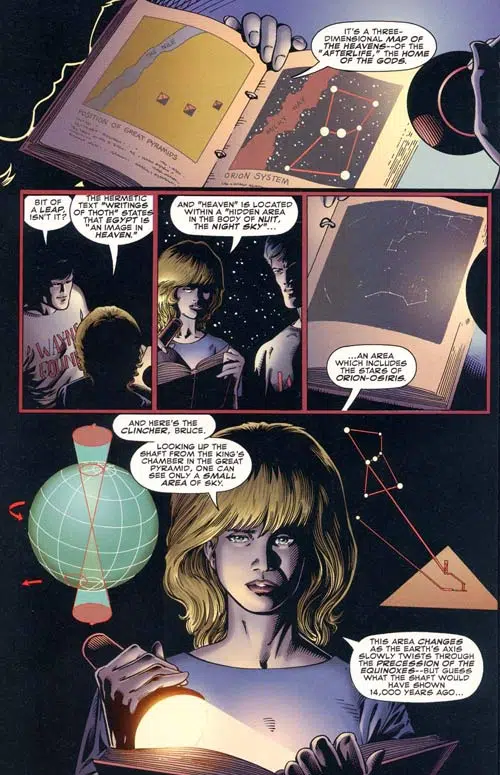 IT'S A THREE-
DIMENSIONAL MAP OF
THE HEAVENS--OF THE
"AFTERLIFE," THE HOME
OF THE GODS.
THE NILE
POSITION OF GREAT PYRAMIDS
MILKY WAY
ORION SYSTEM
BIT OF
A LEAP,
ISN'T IT?
THE HERMETIC
TEXT "WRITINGS
OF THOTH" STATES
THAT EGYPT IS
"AN IMAGE IN
HEAVEN."
WAYNE
AND "HEAVEN" IS LOCATED
WITHIN A "HIDDEN AREA
IN THE BODY OF NUIT,
THE NIGHT SKY"...
...AN AREA
WHICH INCLUDES
THE STARS OF
ORION-OSIRIS.
AND HERE'S THE
CLINCHER, BRUCE.
LOOKING UP THE
SHAFT FROM THE KING'S
CHAMBER IN THE GREAT
PYRAMID, ONE CAN
SEE ONLY A SMALL
AREA OF SKY.
THIS AREA CHANGES
AS THE EARTH'S AXIS
SLOWLY TWISTS THROUGH
THE PRECESSION OF THE
EQUINOXES--BUT GUESS
WHAT THE SHAFT WOULD
HAVE SHOWN
14,000 YEARS AGO...